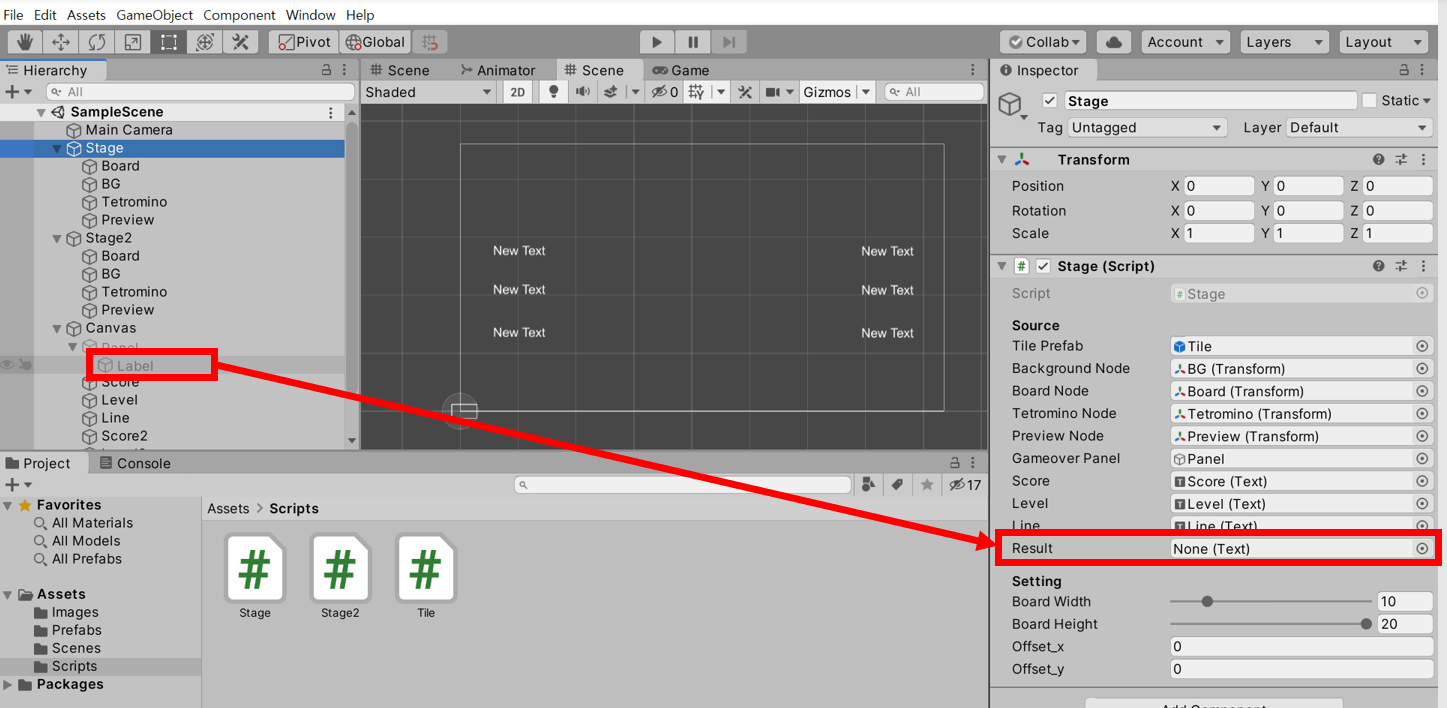 File Edit Assets GameObject Component Window Help
Pivot Global Collab Account Layers Layout
Hierarchy
All
SampleScene
Main Camera
Stage
Board
BG
Tetromino
Preview
Stage2
Board
BG
Tetromino
Preview
Canvas
Panel
Label
Score
Level
Line
Score2
Scene Animator Scene Game
Shaded 2D 0 Gizmos All
New Text New Text
New Text New Text
New Text New Text
Inspector
Stage Static
Tag Untagged Layer Default
Transform
Position X 0 Y 0 Z 0
Rotation X 0 Y 0 Z 0
Scale X 1 Y 1 Z 1
# Stage (Script)
Script # Stage
Source
Tile Prefab Tile
Background Node BG (Transform)
Board Node Board (Transform)
Tetromino Node Tetromino (Transform)
Preview Node Preview (Transform)
Gameover Panel Panel
Score Score (Text)
Level Level (Text)
Line Line (Text)
Result None (Text)
Setting
Board Width 10
Board Height 20
Offset_x 0
Offset_y 0
Add Component
Project Console
17
Favorites
All Materials
All Models
All Prefabs
Assets
Images
Prefabs
Scenes
Scripts
Packages
Assets > Scripts
# # #
Stage Stage2 Tile